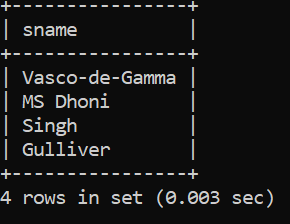 +----------------+
| sname          |
+----------------+
| Vasco-de-Gamma |
| MS Dhoni       |
| Singh          |
| Gulliver       |
+----------------+
4 rows in set (0.003 sec)